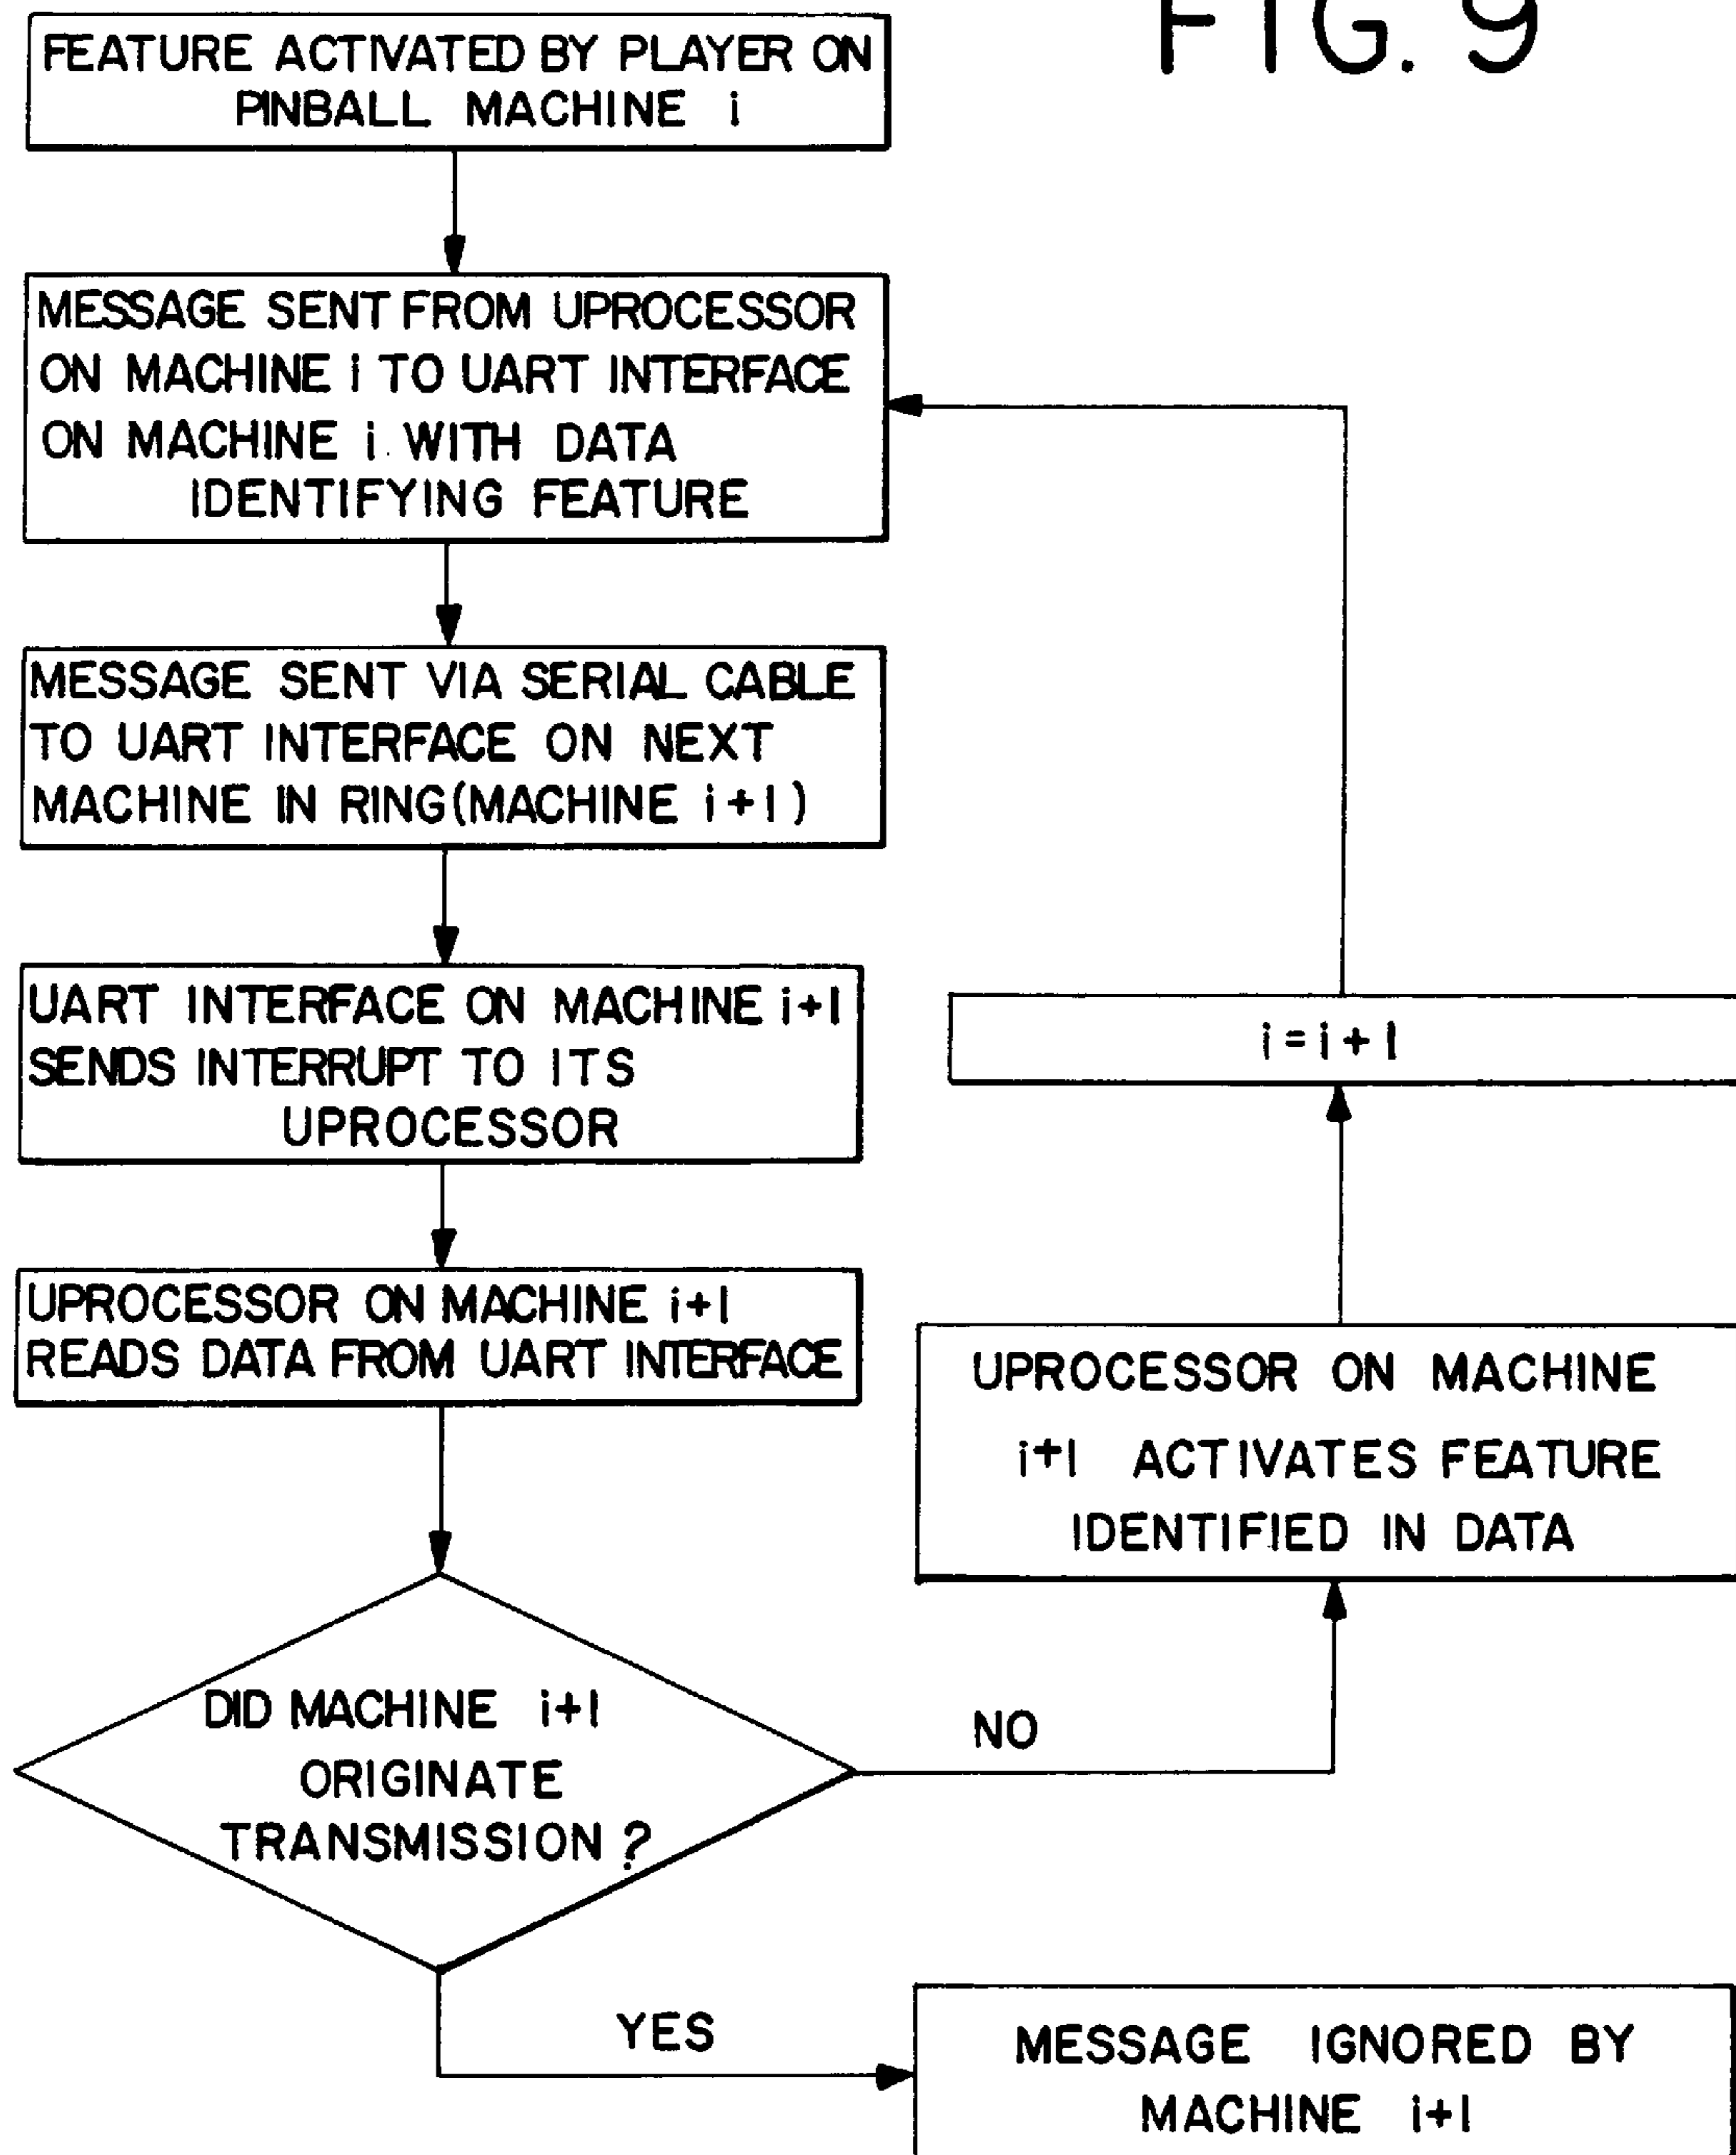 FIG. 9
FEATURE ACTIVATED BY PLAYER ON
PINBALL MACHINE i
MESSAGE SENT FROM UPROCESSOR
ON MACHINE i TO UART INTERFACE
ON MACHINE i WITH DATA
IDENTIFYING FEATURE
MESSAGE SENT VIA SERIAL CABLE
TO UART INTERFACE ON NEXT
MACHINE IN RING(MACHINE i+1)
UART INTERFACE ON MACHINE i+1
SENDS INTERRUPT TO ITS
UPROCESSOR
UPROCESSOR ON MACHINE i+1
READS DATA FROM UART INTERFACE
DID MACHINE i+1
ORIGINATE
TRANSMISSION?
NO
UPROCESSOR ON MACHINE
i+1 ACTIVATES FEATURE
IDENTIFIED IN DATA
i=i+1
YES
MESSAGE IGNORED BY
MACHINE i+1